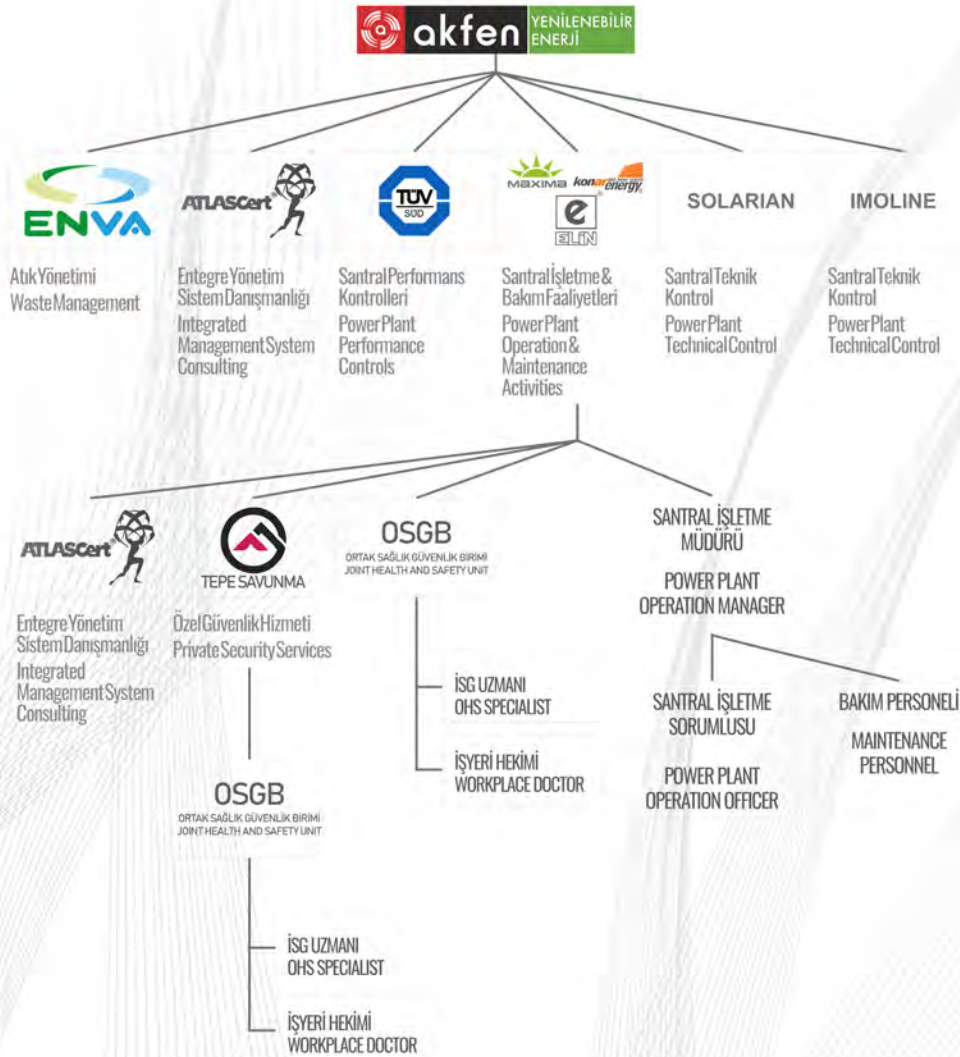 akfen YENİLENEBİLİR
ENERJİ
ENVA
Atık Yönetimi
Waste Management
ATLASCert®
Entegre Yönetim
Sistem Danışmanlığı
Integrated
Management System
Consulting
TÜV
SÜD
Santral Performans
Kontrolleri
Power Plant
Performance
Controls
MAXIMA konarenergy®
e®
ELİN
Santral İşletme &
Bakım Faaliyetleri
Power Plant
Operation &
Maintenance
Activities
SOLARIAN
Santral Teknik
Kontrol
Power Plant
Technical Control
IMOLINE
Santral Teknik
Kontrol
Power Plant
Technical Control
ATLASCert®
Entegre Yönetim
Sistem Danışmanlığı
Integrated
Management System
Consulting
TEPE SAVUNMA
Özel Güvenlik Hizmeti
Private Security Services
OSGB
ORTAK SAĞLIK GÜVENLİK BİRİMİ
JOINT HEALTH AND SAFETY UNIT
İSG UZMANI
OHS SPECIALIST
İŞYERİ HEKİMİ
WORKPLACE DOCTOR
OSGB
ORTAK SAĞLIK GÜVENLİK BİRİMİ
JOINT HEALTH AND SAFETY UNIT
İSG UZMANI
OHS SPECIALIST
İŞYERİ HEKİMİ
WORKPLACE DOCTOR
SANTRAL İŞLETME
MÜDÜRÜ
POWER PLANT
OPERATION MANAGER
SANTRAL İŞLETME
SORUMLUSU
POWER PLANT
OPERATION OFFICER
BAKIM PERSONELİ
MAINTENANCE
PERSONNEL